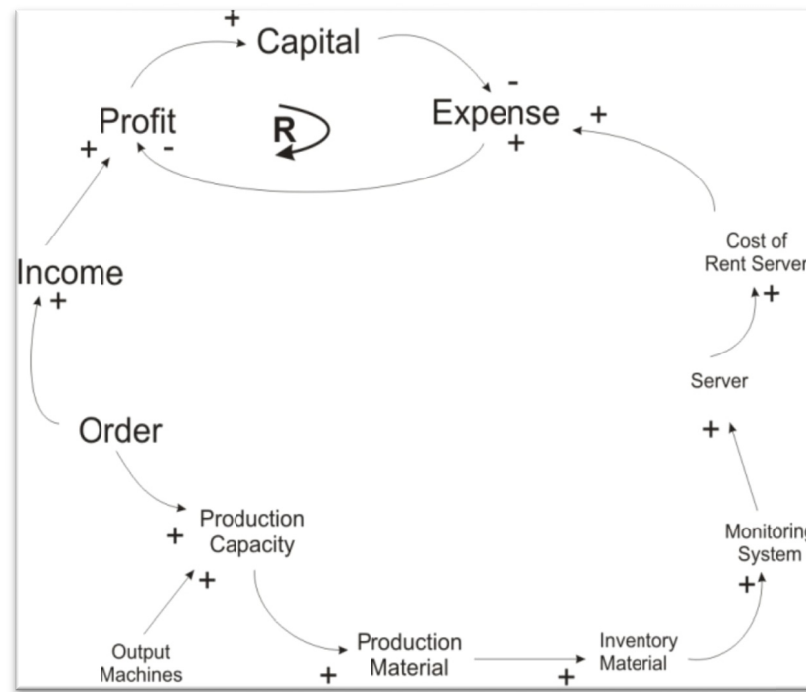 +
Capital
-
Profit
R
Expense
+
+
-
+
Cost of
Rent Server
Income
+
+
Server
+
Order
Production
Capacity
+
+
Monitoring
System
+
Output
Machines
Production
Material
+
Inventory
Material
+